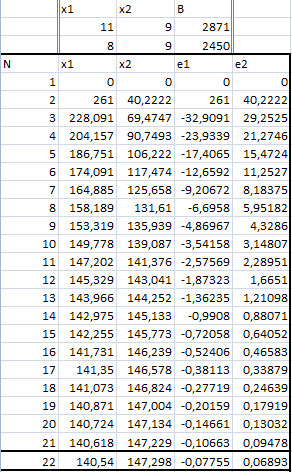 x1 x2 B
11 9 2871
8 9 2450
N x1 x2 e1 e2
1 0 0 0 0
2 261 40,2222 261 40,2222
3 228,091 69,4747 -32,9091 29,2525
4 204,157 90,7493 -23,9339 21,2746
5 186,751 106,222 -17,4065 15,4724
6 174,091 117,474 -12,6592 11,2527
7 164,885 125,658 -9,20672 8,18375
8 158,189 131,61 -6,6958 5,95182
9 153,319 135,939 -4,86967 4,3286
10 149,778 139,087 -3,54158 3,14807
11 147,202 141,376 -2,57569 2,28951
12 145,329 143,041 -1,87323 1,6651
13 143,966 144,252 -1,36235 1,21098
14 142,975 145,133 -0,9908 0,88071
15 142,255 145,773 -0,72058 0,64052
16 141,731 146,239 -0,52406 0,46583
17 141,35 146,578 -0,38113 0,33879
18 141,073 146,824 -0,27719 0,24639
19 140,871 147,004 -0,20159 0,17919
20 140,724 147,134 -0,14661 0,13032
21 140,618 147,229 -0,10663 0,09478
22 140,54 147,298 -0,07755 0,06893